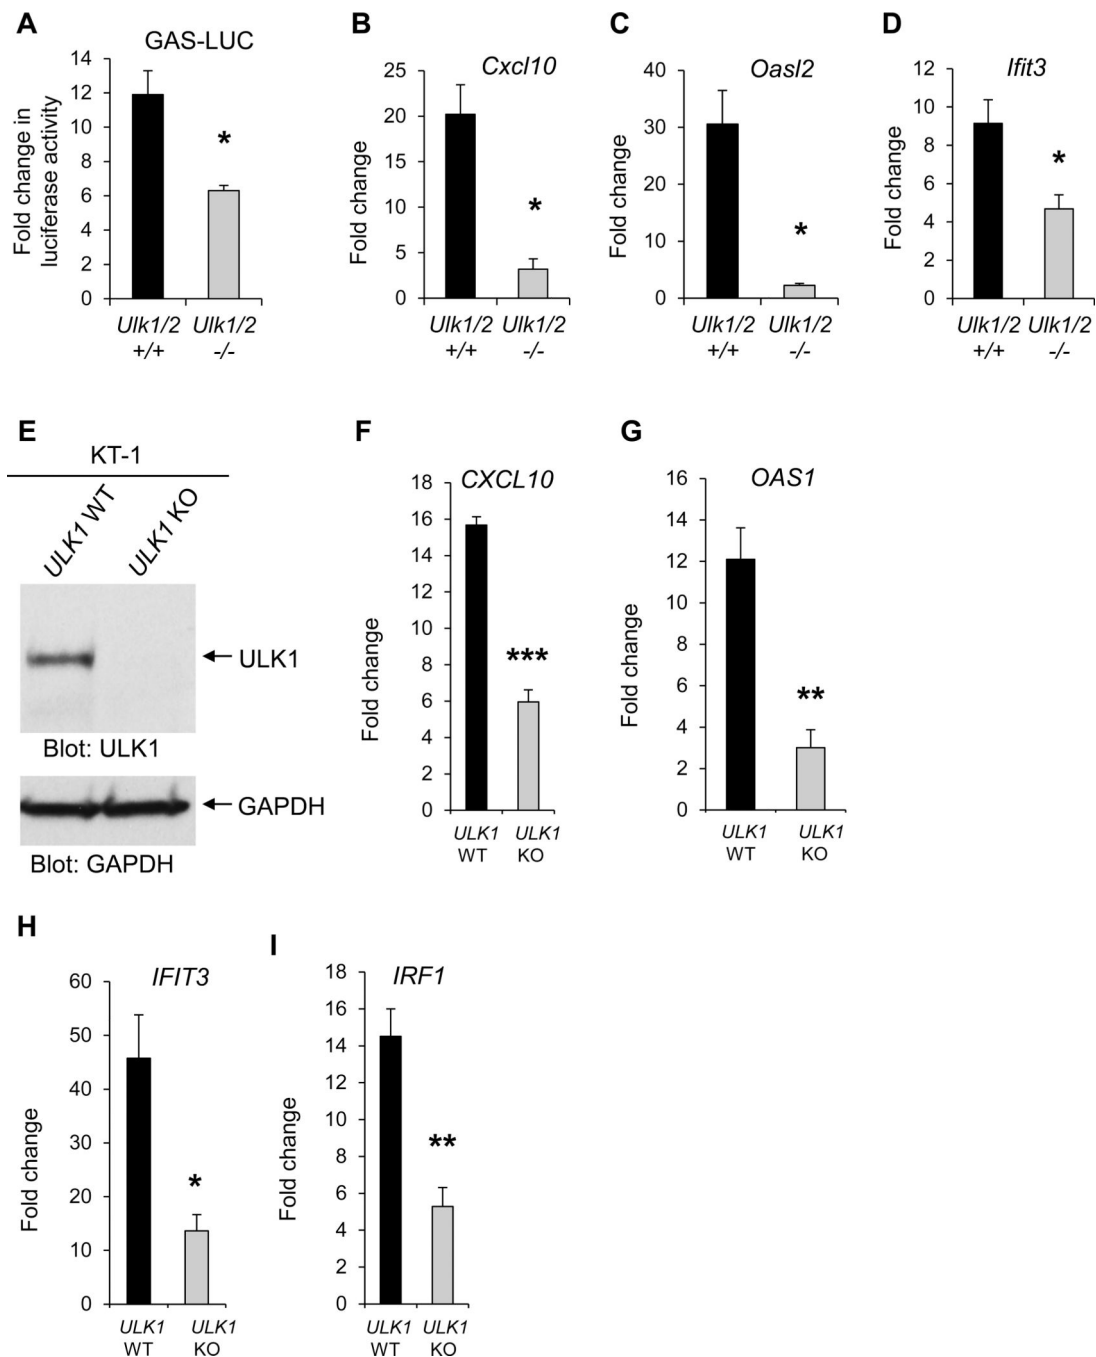 A
GAS-LUC
Fold change in
luciferase activity
14
12
10
8
6
4
2
0
*
Ulk1/2 Ulk1/2
+/+ -/-
B
Cxcl10
Fold change
25
20
15
10
5
0
*
Ulk1/2 Ulk1/2
+/+ -/-
C
Oasl2
Fold change
40
30
20
10
0
*
Ulk1/2 Ulk1/2
+/+ -/-
D
Ifit3
Fold change
12
10
8
6
4
2
0
*
Ulk1/2 Ulk1/2
+/+ -/-
E
KT-1
ULK1 WT
ULK1 KO
ULK1
Blot: ULK1
GAPDH
Blot: GAPDH
F
CXCL10
Fold change
18
16
14
12
10
8
6
4
2
0
***
ULK1 ULK1
WT KO
G
OAS1
Fold change
16
14
12
10
8
6
4
2
0
**
ULK1 ULK1
WT KO
H
IFIT3
Fold change
60
50
40
30
20
10
0
*
ULK1 ULK1
WT KO
I
IRF1
Fold change
18
16
14
12
10
8
6
4
2
0
**
ULK1 ULK1
WT KO